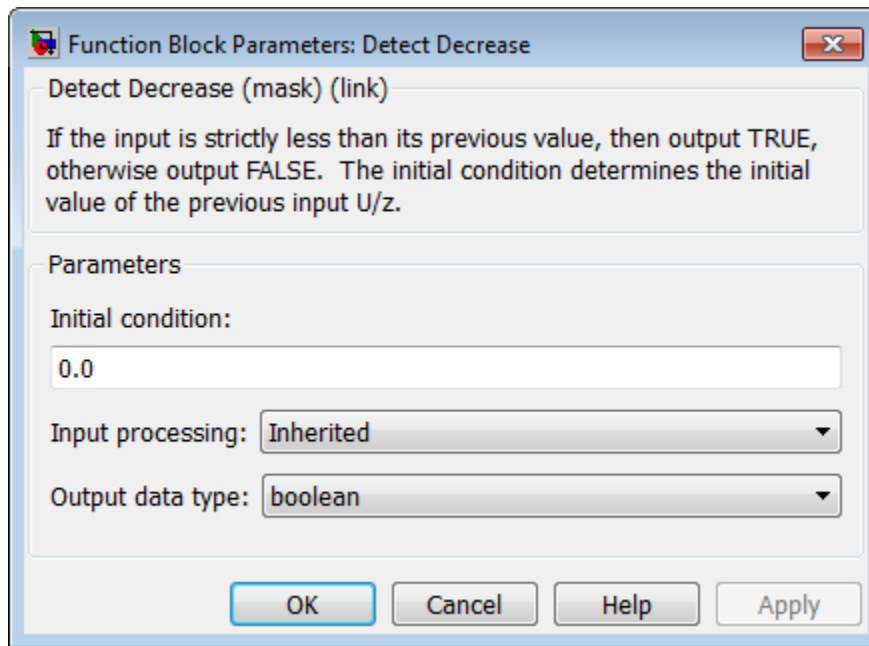 Function Block Parameters: Detect Decrease
Detect Decrease (mask) (link)
If the input is strictly less than its previous value, then output TRUE,
otherwise output FALSE.  The initial condition determines the initial
value of the previous input U/z.
Parameters
Initial condition:
0.0
Input processing: Inherited
Output data type: boolean
OK Cancel Help Apply